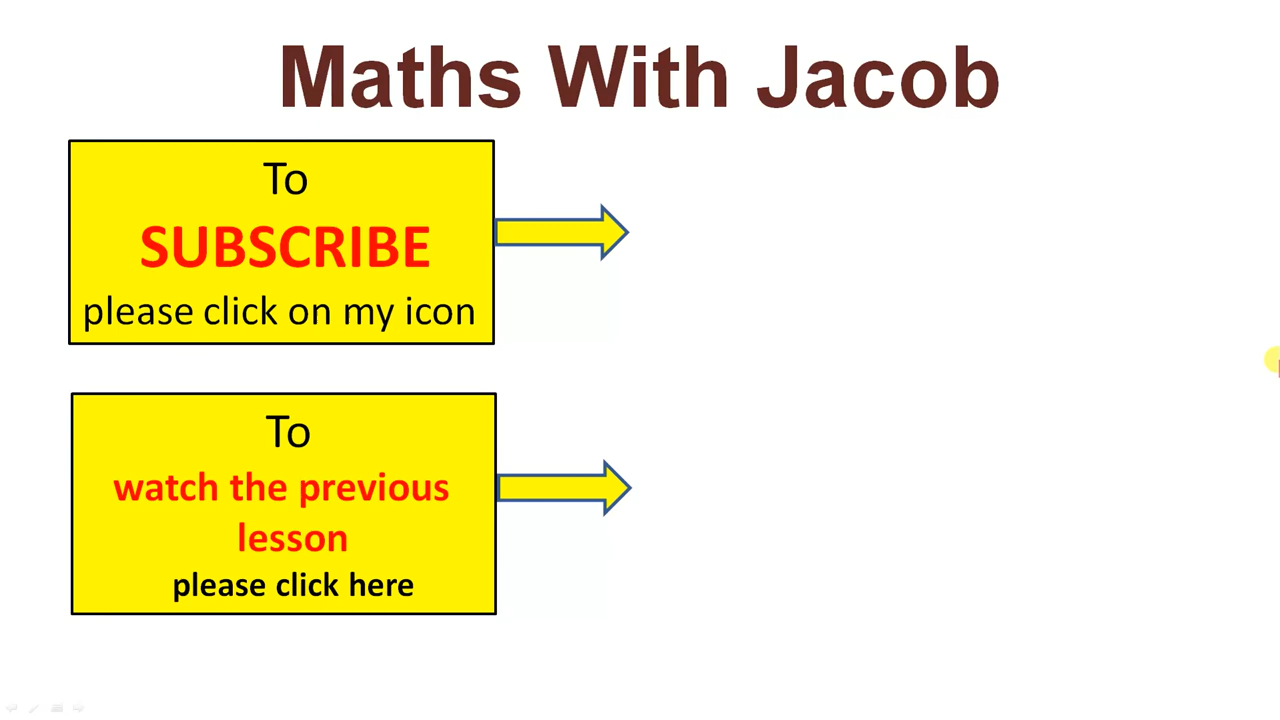 Maths With Jacob
To
SUBSCRIBE
please click on my icon
To
watch the previous
lesson
please click here